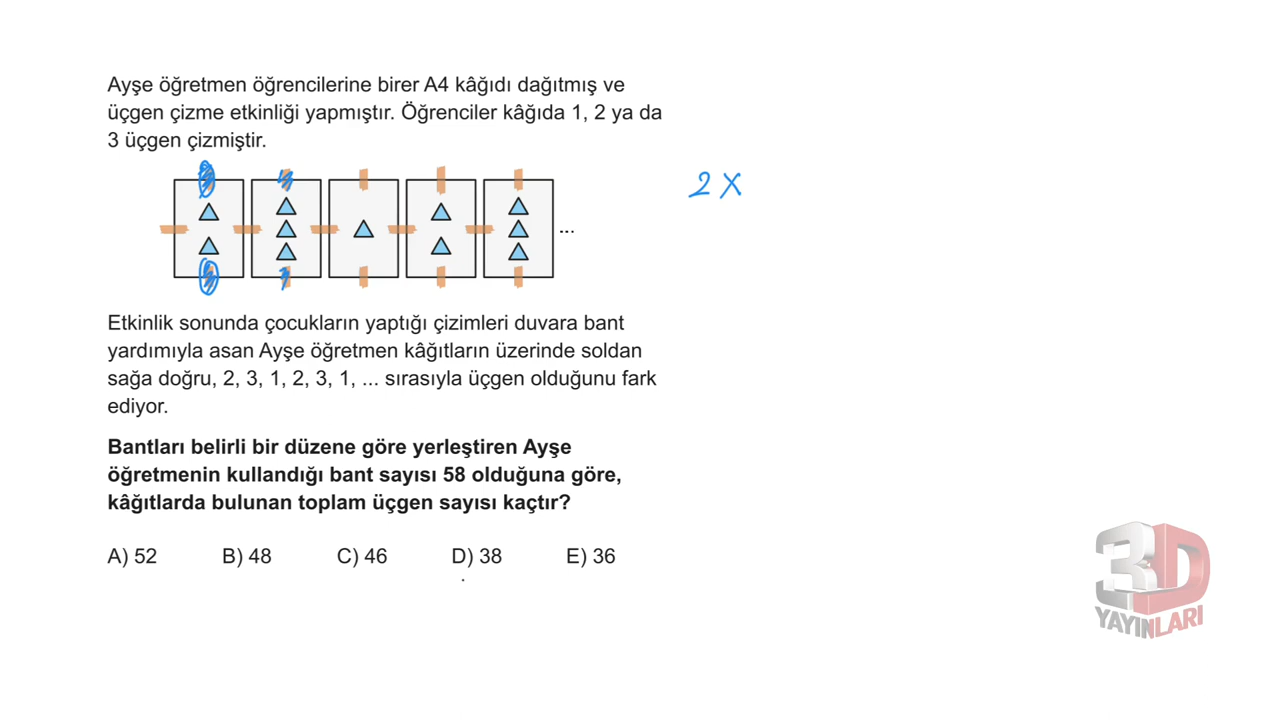 Ayşe öğretmen öğrencilerine birer A4 kâğıdı dağıtmış ve
üçgen çizme etkinliği yapmıştır. Öğrenciler kâğıda 1, 2 ya da
3 üçgen çizmiştir.
2 X
...
Etkinlik sonunda çocukların yaptığı çizimleri duvara bant
yardımıyla asan Ayşe öğretmen kâğıtların üzerinde soldan
sağa doğru, 2, 3, 1, 2, 3, 1, ... sırasıyla üçgen olduğunu fark
ediyor.
Bantları belirli bir düzene göre yerleştiren Ayşe
öğretmenin kullandığı bant sayısı 58 olduğuna göre,
kâğıtlarda bulunan toplam üçgen sayısı kaçtır?
A) 52 B) 48 C) 46 D) 38 E) 36
3D
YAYINLARI